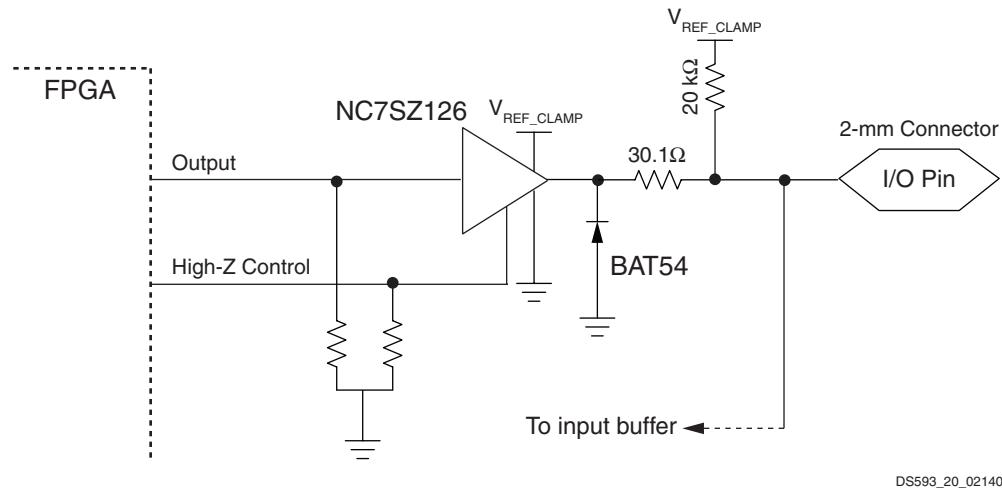 V_REF_CLAMP
FPGA
20 kΩ
NC7SZ126
V_REF_CLAMP
2-mm Connector
Output
30.1Ω
I/O Pin
High-Z Control
BAT54
To input buffer
DS593_20_02140